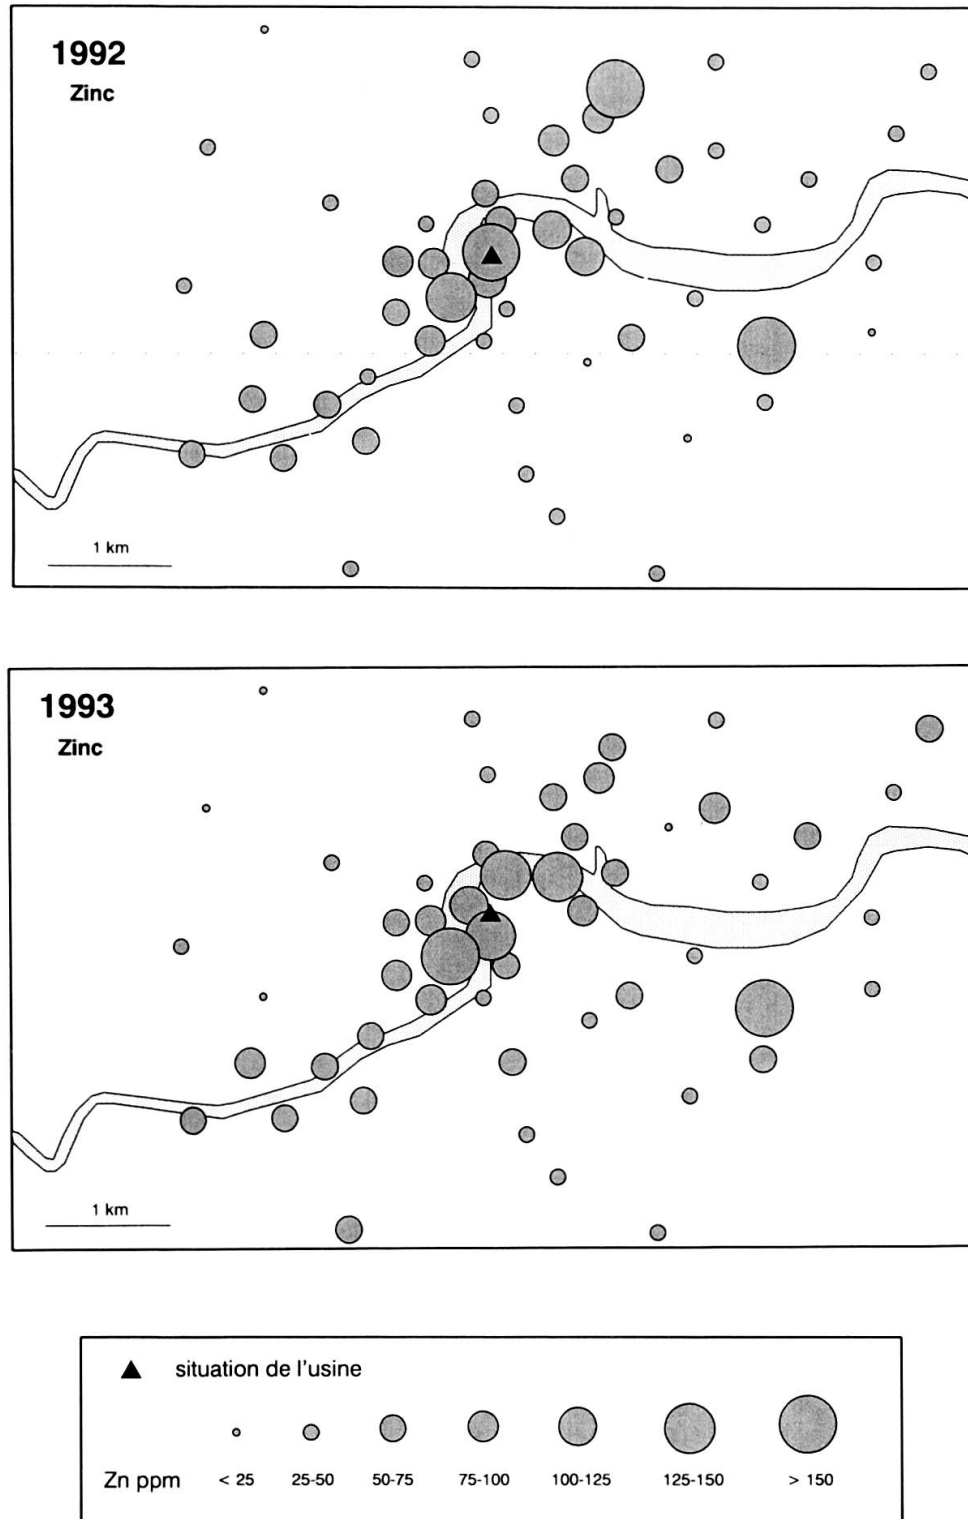 1992
Zinc
1 km
1993
Zinc
1 km
situation de l'usine
Zn ppm < 25 25-50 50-75 75-100 100-125 125-150 > 150